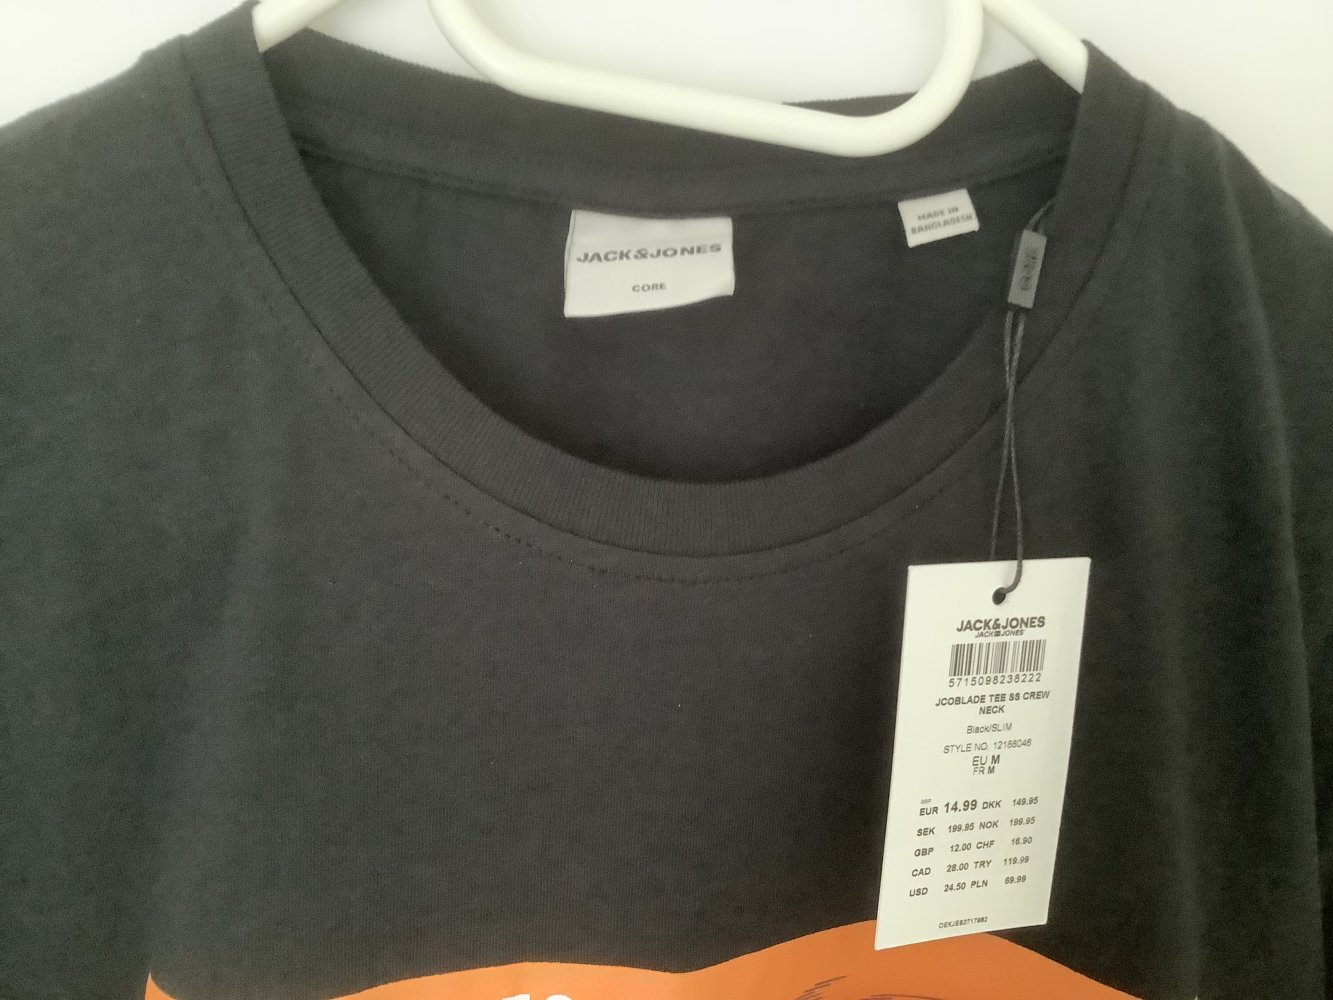 JACK&JONES
CORE
MADE IN
BANGLADESH
JACK&JONES
JACK JONES
5715098238222
JCOBLADE TEE SS CREW
NECK
Black/SLIM
STYLE NO. 12188046
EU M
FR M
RRP
EUR 14.99 DKK 149.95
SEK 199.95 NOK 199.95
GBP 12.00 CHF 16.90
CAD 28.00 TRY 119.99
USD 24.50 PLN 69.99
OEKJEB2717982